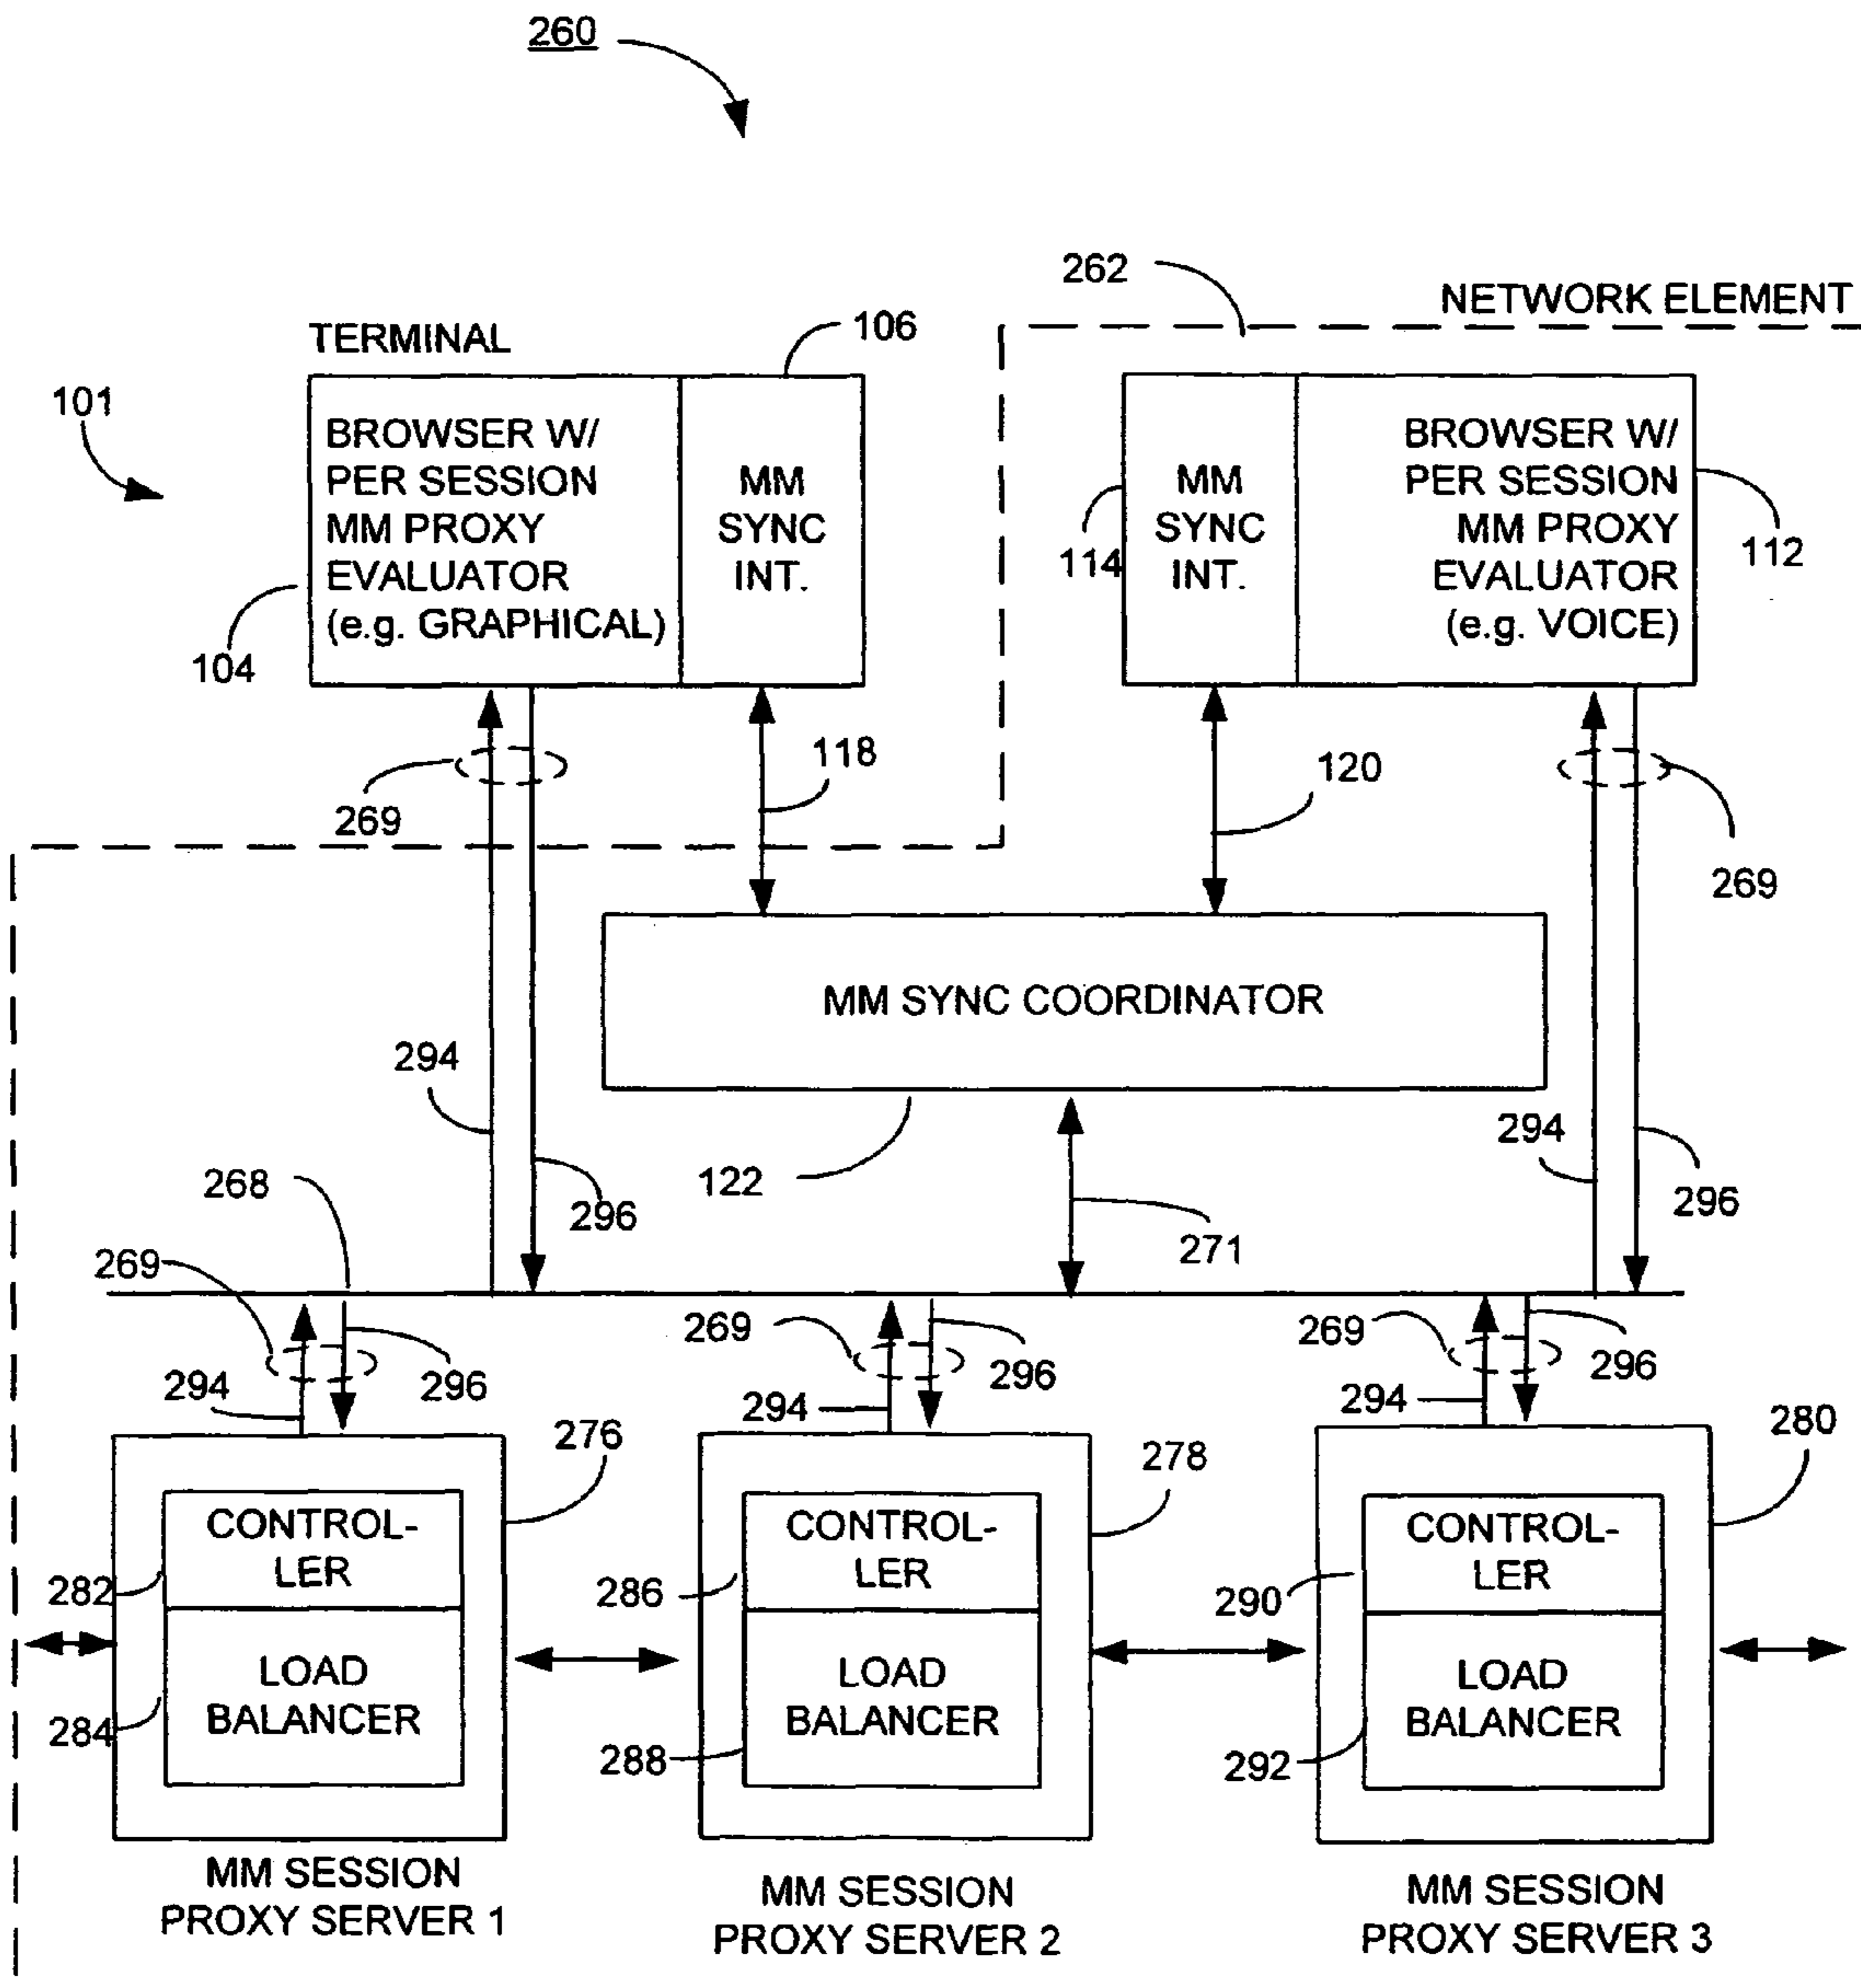 260
262
NETWORK ELEMENT
TERMINAL
106
101
BROWSER W/
PER SESSION
MM PROXY
EVALUATOR
(e.g. GRAPHICAL)
MM
SYNC
INT.
104
MM
SYNC
INT.
114
BROWSER W/
PER SESSION
MM PROXY
EVALUATOR
(e.g. VOICE)
112
269
118
120
269
MM SYNC COORDINATOR
294
296
122
271
294
296
268
269
294
296
269
294
296
269
294
296
276
CONTROL-
LER
282
LOAD
BALANCER
284
278
CONTROL-
LER
286
LOAD
BALANCER
288
280
CONTROL-
LER
290
LOAD
BALANCER
292
MM SESSION
PROXY SERVER 1
MM SESSION
PROXY SERVER 2
MM SESSION
PROXY SERVER 3